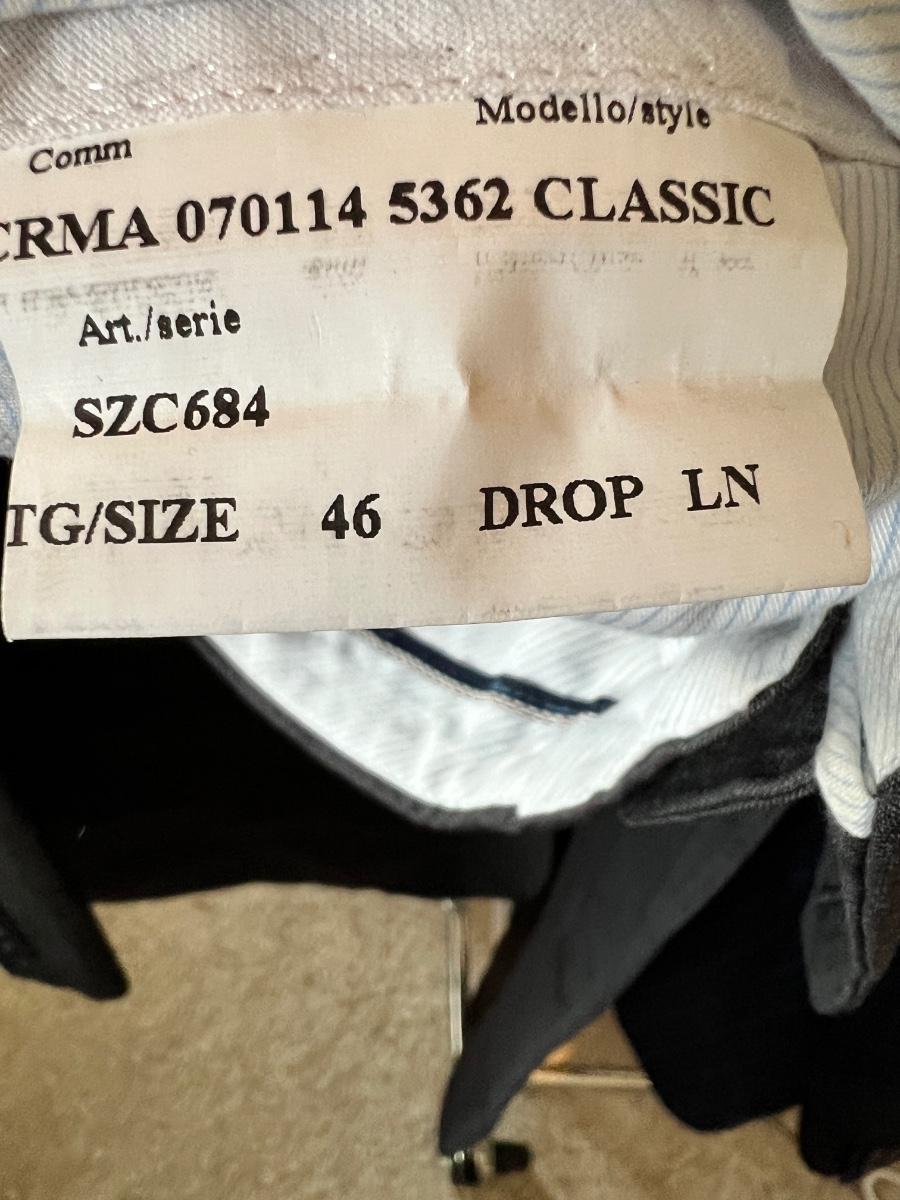 Modello/style
Comm
CRMA 070114 5362 CLASSIC
Art./serie
SZC684
TG/SIZE 46 DROP LN